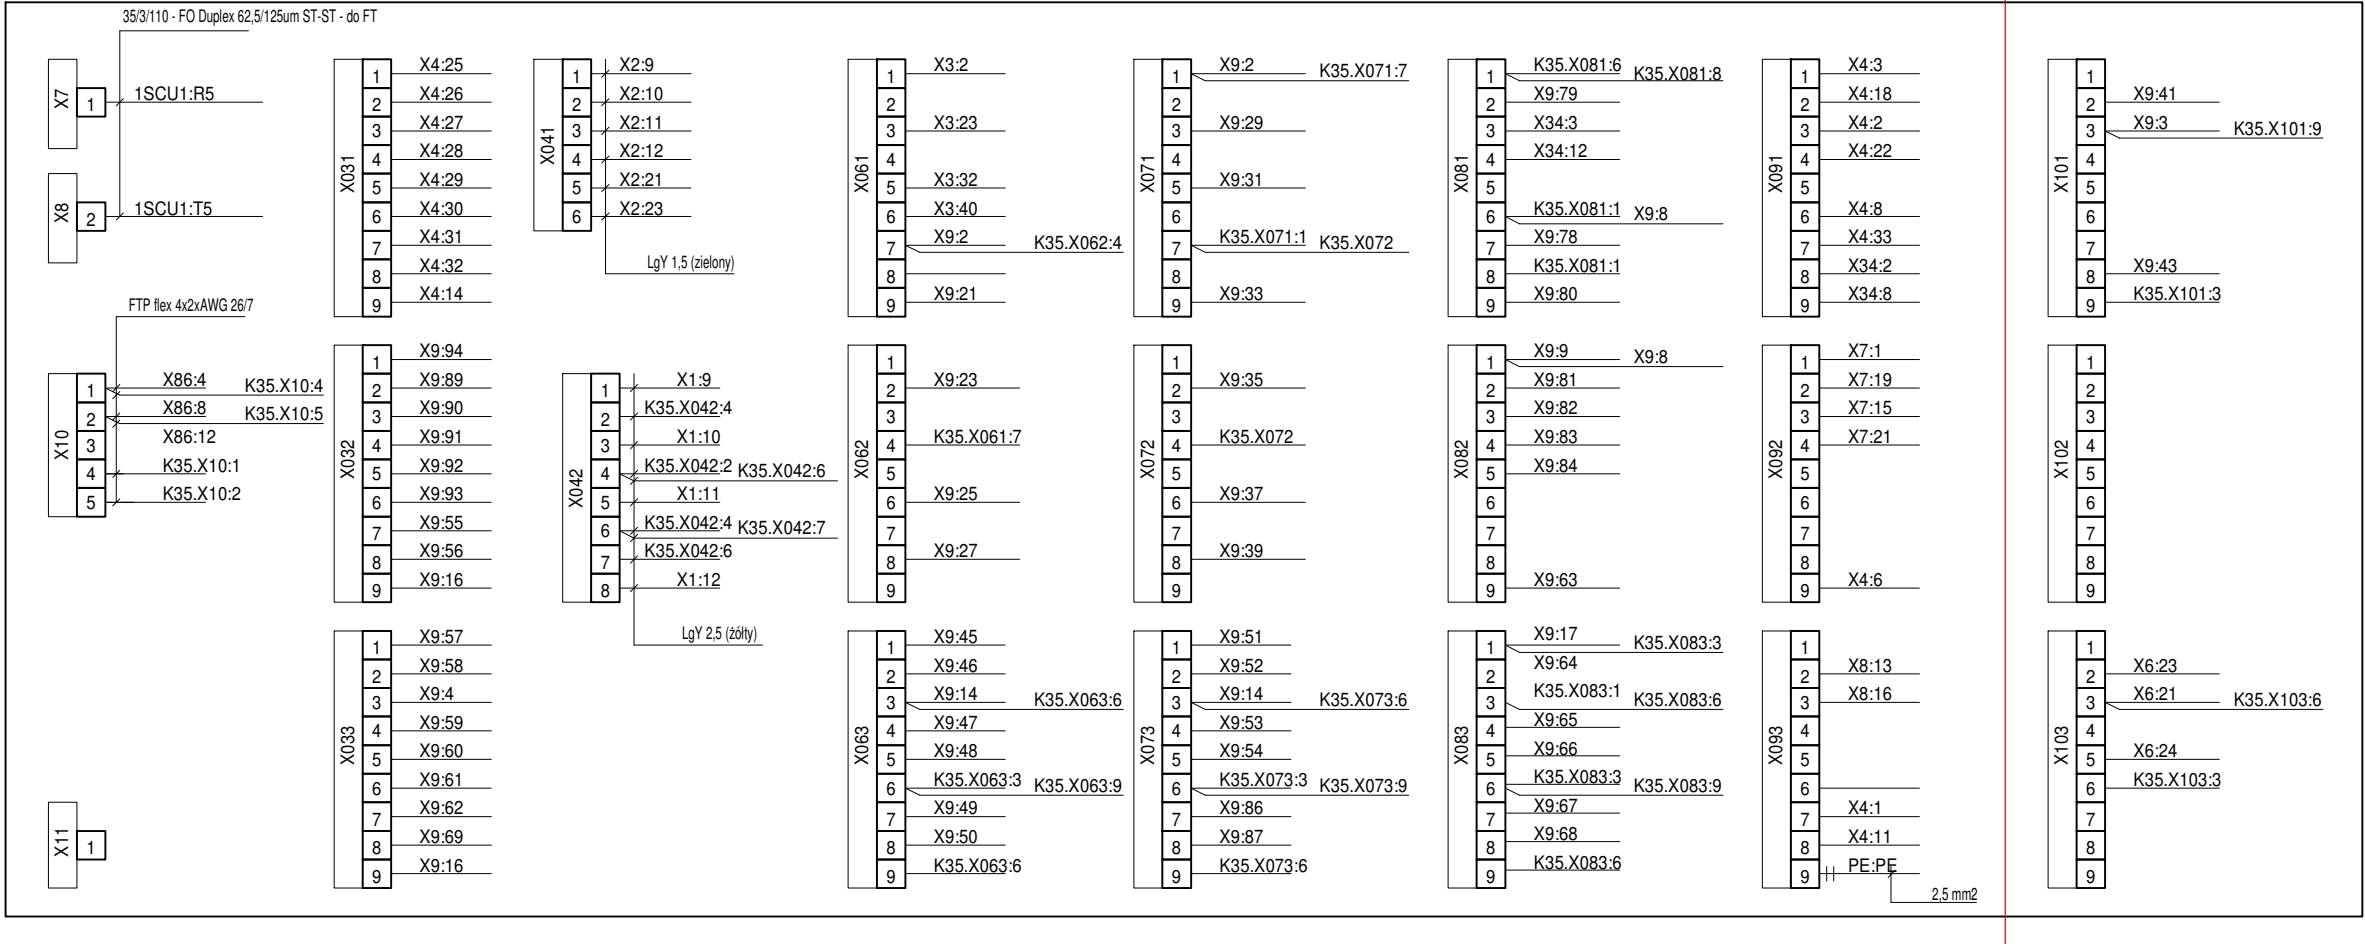 35/3/110 - FO Duplex 62,5/125um ST-ST - do FT
X7
1 1SCU1:R5
X8
2 1SCU1:T5
FTP flex 4x2xAWG 26/7
X10
1 X86:4 K35.X10:4
2 X86:8 K35.X10:5
3 X86:12
4 K35.X10:1
5 K35.X10:2
X11
1
X031
1 X4:25
2 X4:26
3 X4:27
4 X4:28
5 X4:29
6 X4:30
7 X4:31
8 X4:32
9 X4:14
X032
1 X9:94
2 X9:89
3 X9:90
4 X9:91
5 X9:92
6 X9:93
7 X9:55
8 X9:56
9 X9:16
X033
1 X9:57
2 X9:58
3 X9:4
4 X9:59
5 X9:60
6 X9:61
7 X9:62
8 X9:69
9 X9:16
X041
1 X2:9
2 X2:10
3 X2:11
4 X2:12
5 X2:21
6 X2:23
LgY 1,5 (zielony)
X042
1 X1:9
2 K35.X042:4
3 X1:10
4 K35.X042:2 K35.X042:6
5 X1:11
6 K35.X042:4 K35.X042:7
7 K35.X042:6
8 X1:12
LgY 2,5 (żółty)
X061
1 X3:2
2
3 X3:23
4
5 X3:32
6 X3:40
7 X9:2 K35.X062:4
8
9 X9:21
X062
1
2 X9:23
3
4 K35.X061:7
5
6 X9:25
7
8 X9:27
9
X063
1 X9:45
2 X9:46
3 X9:14 K35.X063:6
4 X9:47
5 X9:48
6 K35.X063:3 K35.X063:9
7 X9:49
8 X9:50
9 K35.X063:6
X071
1 X9:2 K35.X071:7
2
3 X9:29
4
5 X9:31
6
7 K35.X071:1 K35.X072
8
9 X9:33
X072
1
2 X9:35
3
4 K35.X072
5
6 X9:37
7
8 X9:39
9
X073
1 X9:51
2 X9:52
3 X9:14 K35.X073:6
4 X9:53
5 X9:54
6 K35.X073:3 K35.X073:9
7 X9:86
8 X9:87
9 K35.X073:6
X081
1 K35.X081:6 K35.X081:8
2 X9:79
3 X34:3
4 X34:12
5
6 K35.X081:1 X9:8
7 X9:78
8 K35.X081:1
9 X9:80
X082
1 X9:9 X9:8
2 X9:81
3 X9:82
4 X9:83
5 X9:84
6
7
8
9 X9:63
X083
1 X9:17 K35.X083:3
2 X9:64
3 K35.X083:1 K35.X083:6
4 X9:65
5 X9:66
6 K35.X083:3 K35.X083:9
7 X9:67
8 X9:68
9 K35.X083:6
X091
1 X4:3
2 X4:18
3 X4:2
4 X4:22
5
6 X4:8
7 X4:33
8 X34:2
9 X34:8
X092
1 X7:1
2 X7:19
3 X7:15
4 X7:21
5
6
7
8
9 X4:6
X093
1
2 X8:13
3 X8:16
4
5
6
7 X4:1
8 X4:11
9 PE:PE
2,5 mm2
X101
1
2 X9:41
3 X9:3 K35.X101:9
4
5
6
7
8 X9:43
9 K35.X101:3
X102
1
2
3
4
5
6
7
8
9
X103
1
2 X6:23
3 X6:21 K35.X103:6
4
5 X6:24
6 K35.X103:3
7
8
9